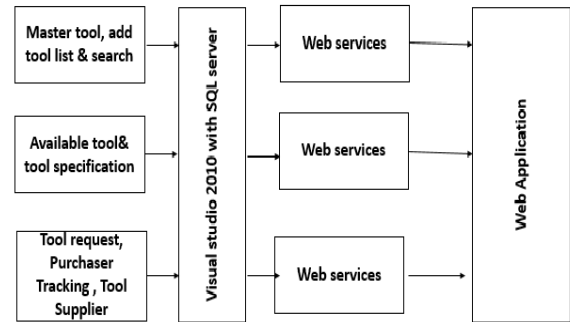 Master tool, add
tool list & search
Available tool&
tool specification
Tool request,
Purchaser
Tracking , Tool
Supplier
Visual studio 2010 with SQL server
Web services
Web services
Web services
Web Application